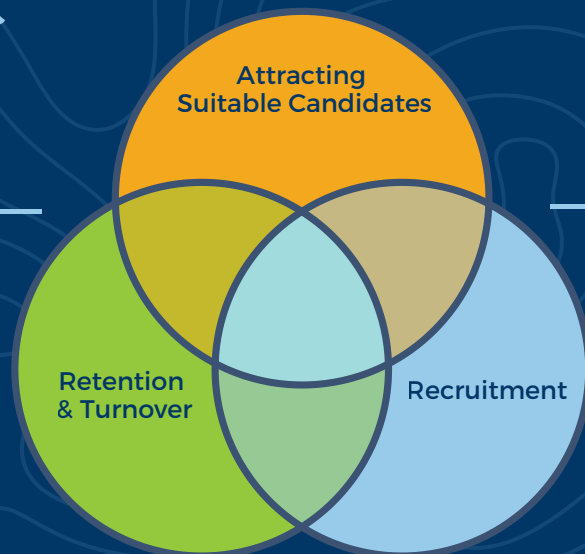 Attracting
Suitable Candidates
Retention
& Turnover
Recruitment